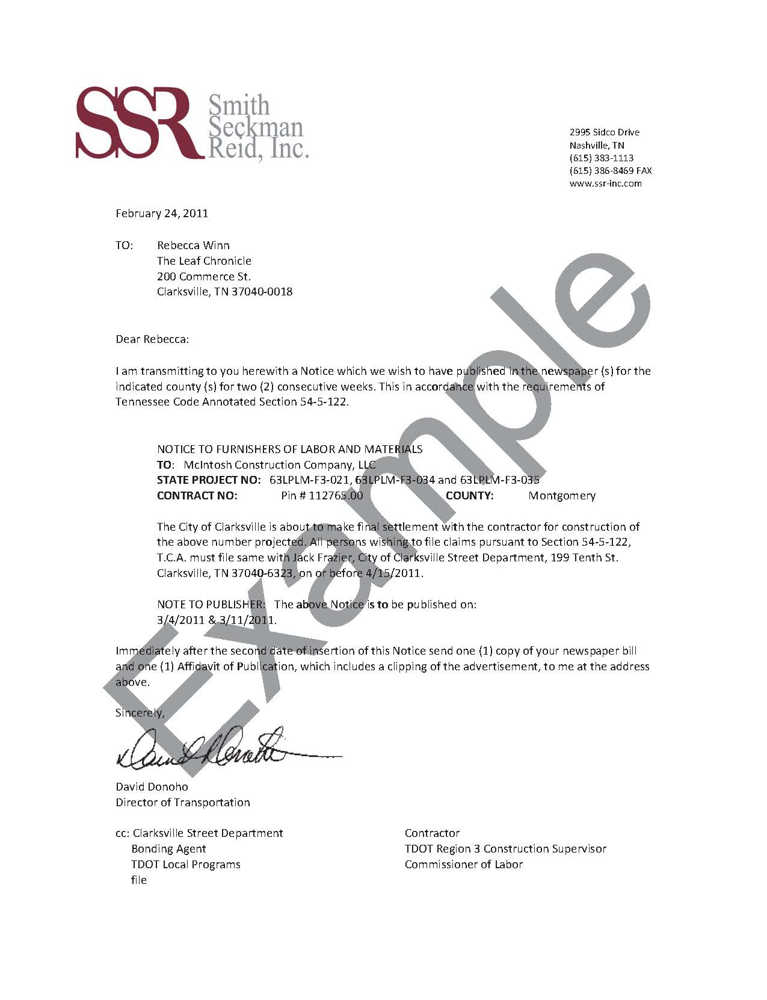 SSR Smith
Seckman
Reid, Inc.
2995 Sidco Drive
Nashville, TN
(615) 383-1113
(615) 386-8469 FAX
www.ssr-inc.com
February 24, 2011
TO: Rebecca Winn
The Leaf Chronicle
200 Commerce St.
Clarksville, TN 37040-0018
Dear Rebecca:
I am transmitting to you herewith a Notice which we wish to have published in the newspaper (s) for the
indicated county (s) for two (2) consecutive weeks. This in accordance with the requirements of
Tennessee Code Annotated Section 54-5-122.
NOTICE TO FURNISHERS OF LABOR AND MATERIALS
TO: McIntosh Construction Company, LLC
STATE PROJECT NO: 63LPLM-F3-021, 63LPLM-F3-034 and 63LPLM-F3-035
CONTRACT NO: Pin # 112765.00 COUNTY: Montgomery
The City of Clarksville is about to make final settlement with the contractor for construction of
the above number projected. All persons wishing to file claims pursuant to Section 54-5-122,
T.C.A. must file same with Jack Frazier, City of Clarksville Street Department, 199 Tenth St.
Clarksville, TN 37040-6323, on or before 4/15/2011.
NOTE TO PUBLISHER: The above Notice is to be published on:
3/4/2011 & 3/11/2011.
Immediately after the second date of insertion of this Notice send one (1) copy of your newspaper bill
and one (1) Affidavit of Publication, which includes a clipping of the advertisement, to me at the address
above.
Sincerely,
David Donoho
David Donoho
Director of Transportation
cc: Clarksville Street Department Contractor
Bonding Agent TDOT Region 3 Construction Supervisor
TDOT Local Programs Commissioner of Labor
file
Example